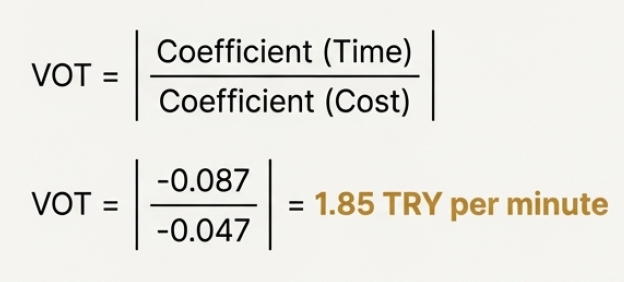 VOT = | Coefficient (Time) / Coefficient (Cost) |
VOT = | -0.087 / -0.047 | = 1.85 TRY per minute